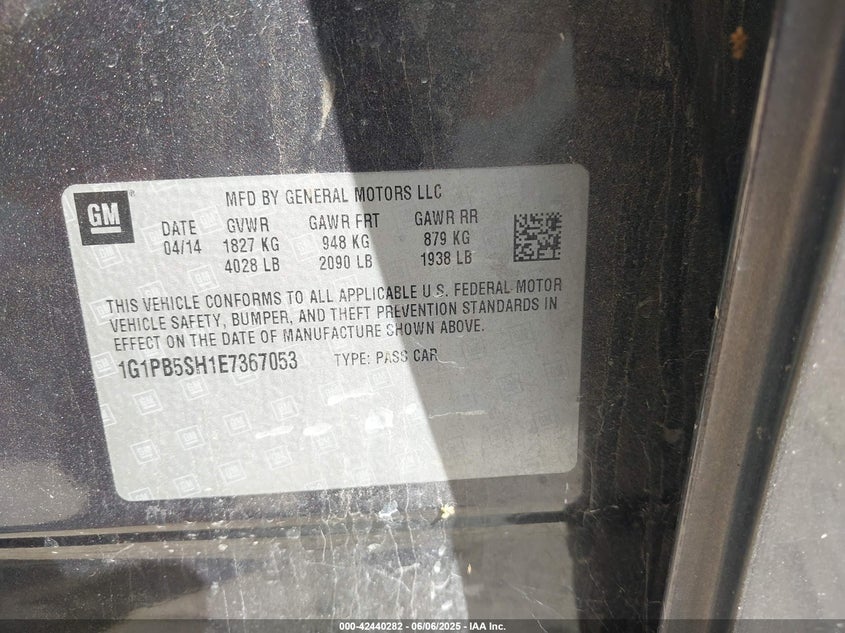 GM
MFD BY GENERAL MOTORS LLC
DATE GVWR GAWR FRT GAWR RR
04/14 1827 KG 948 KG 879 KG
4028 LB 2090 LB 1938 LB
THIS VEHICLE CONFORMS TO ALL APPLICABLE U.S. FEDERAL MOTOR
VEHICLE SAFETY, BUMPER, AND THEFT PREVENTION STANDARDS IN
EFFECT ON THE DATE OF MANUFACTURE SHOWN ABOVE.
1G1PB5SH1E7367053 TYPE: PASS CAR
000-42440282 - 06/06/2025 - IAA Inc.